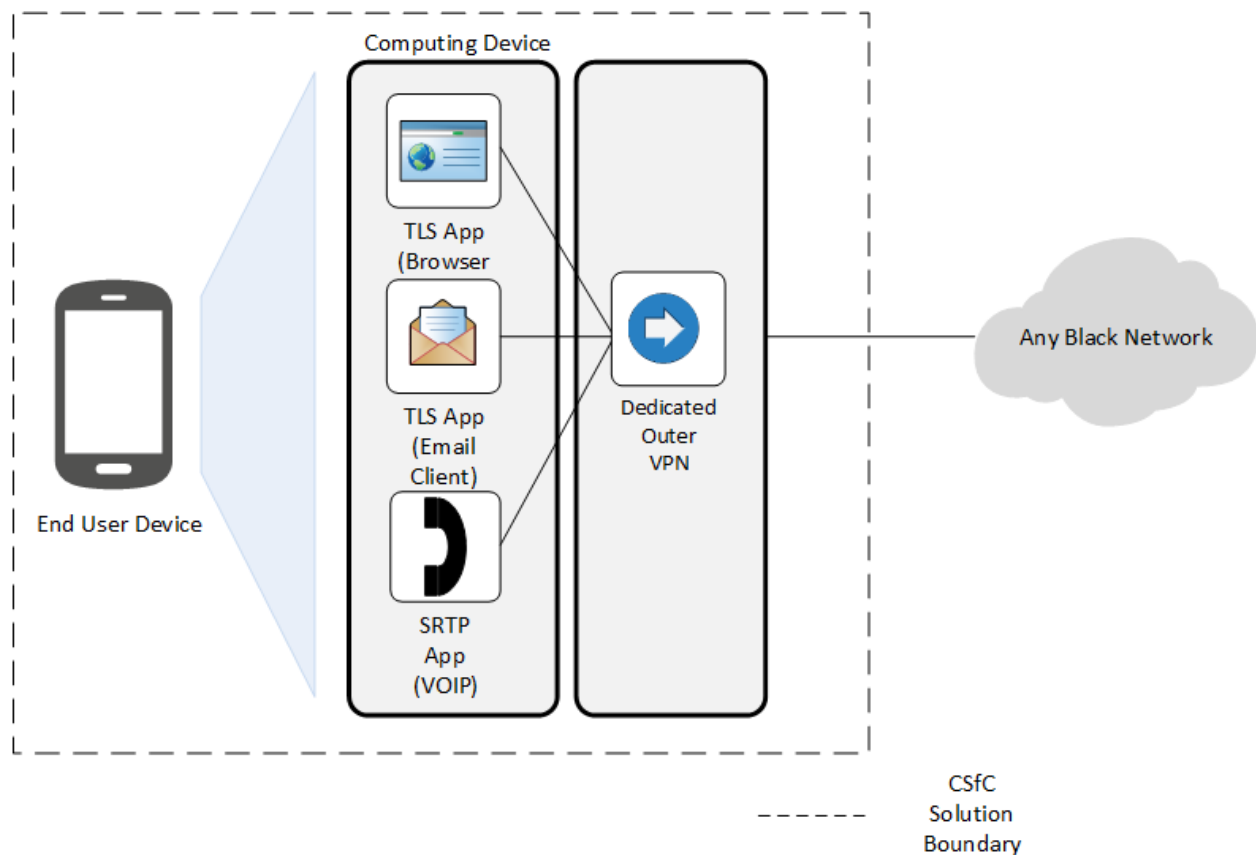 Computing Device
TLS App
(Browser
TLS App
(Email
Client)
SRTP
App
(VOIP)
Dedicated
Outer
VPN
End User Device
Any Black Network
CSfC
Solution
Boundary